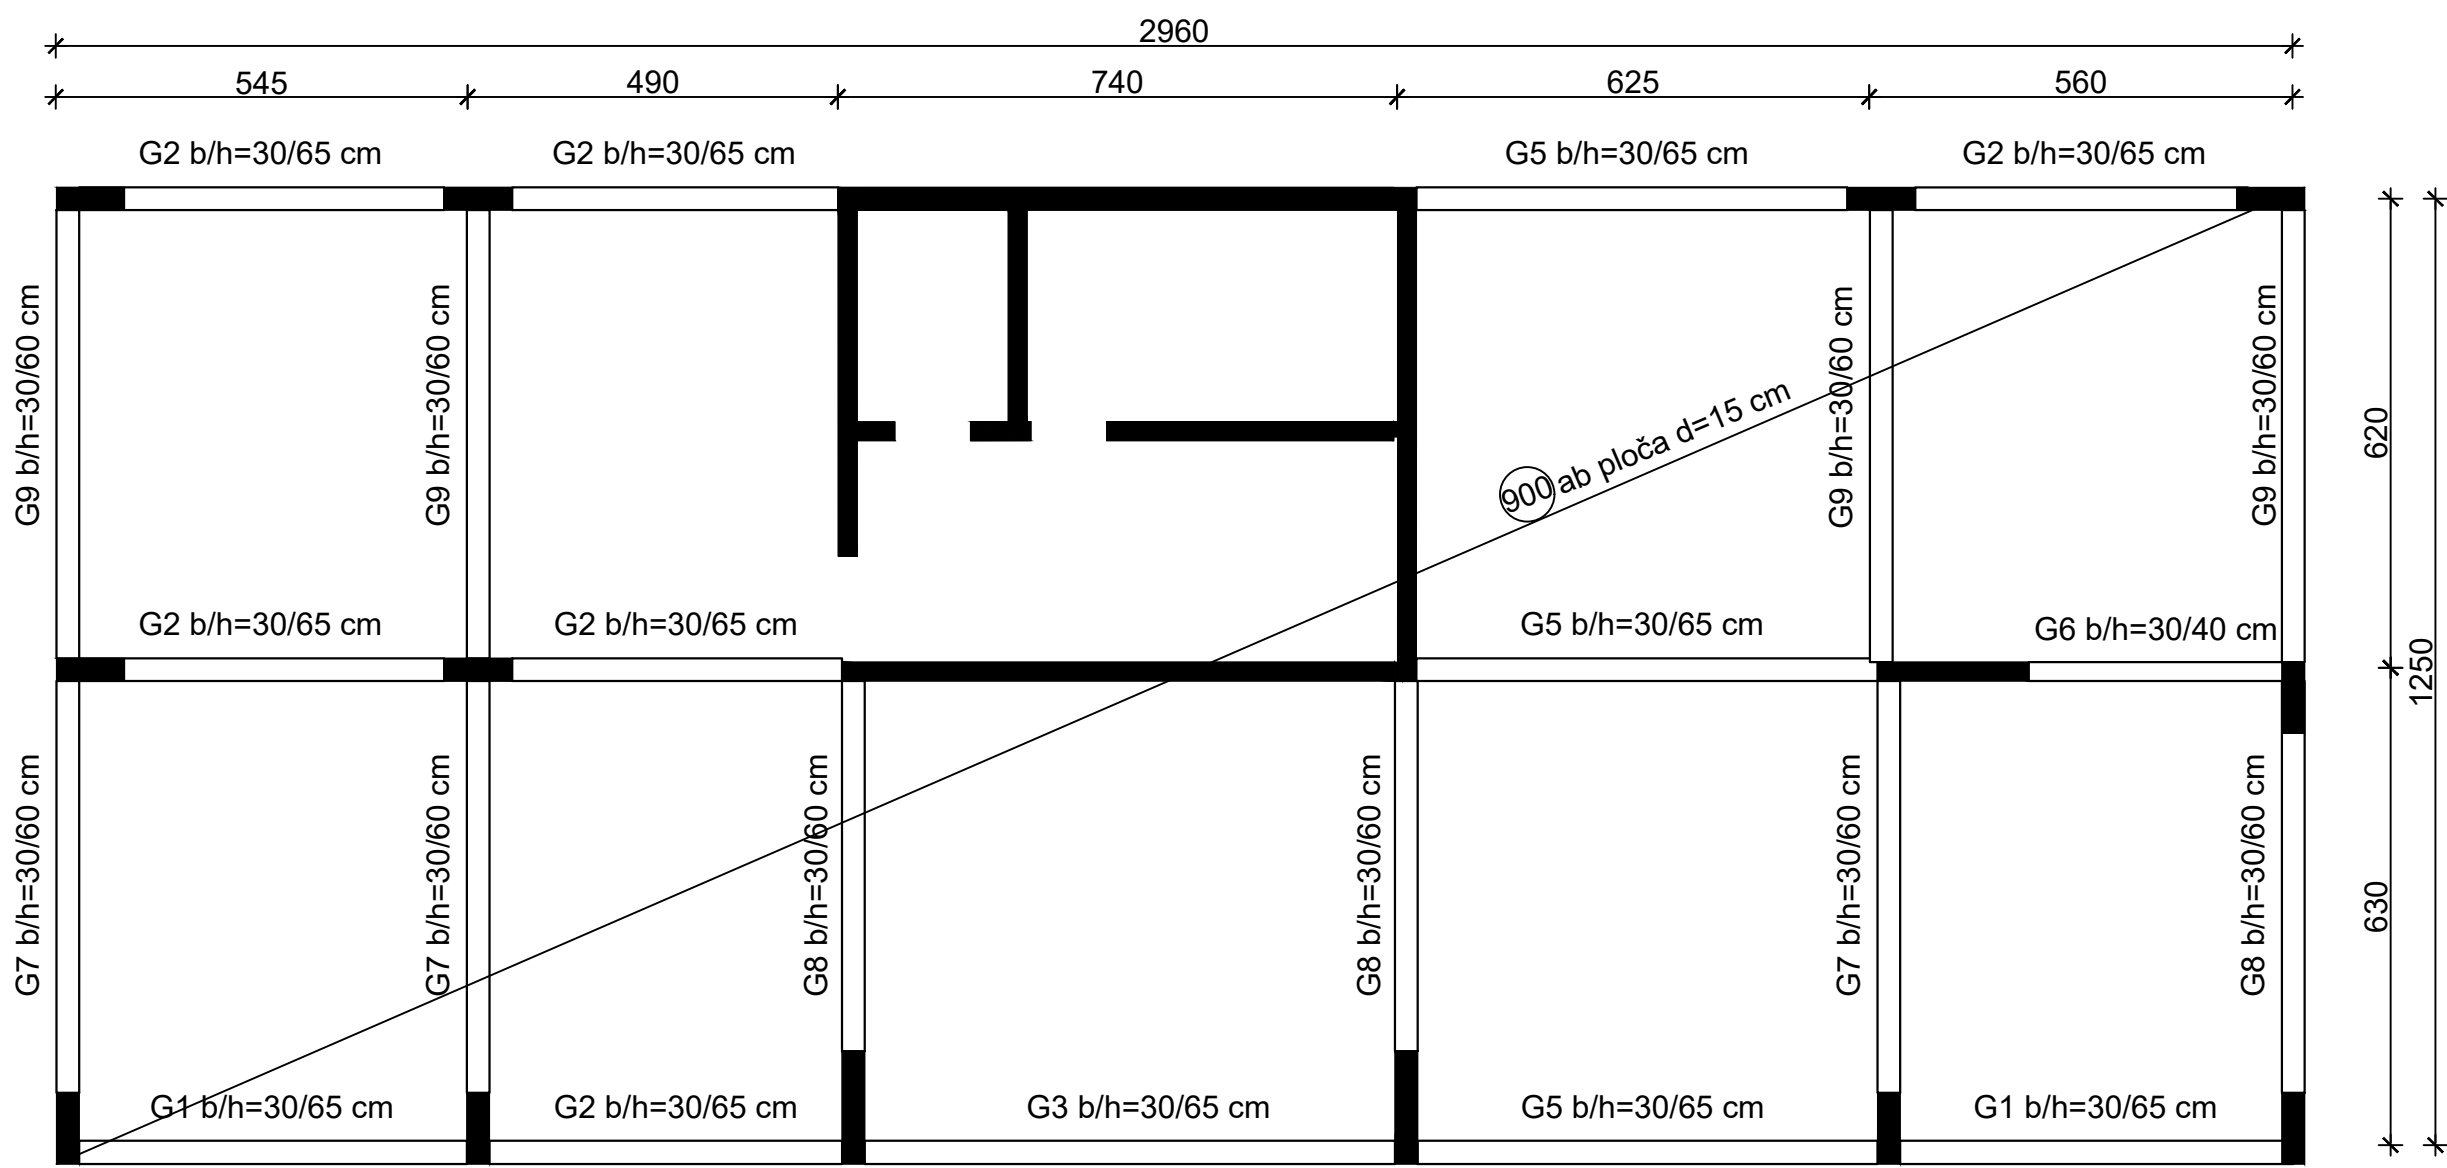 2960
545
490
740
625
560
G2 b/h=30/65 cm
G2 b/h=30/65 cm
G5 b/h=30/65 cm
G2 b/h=30/65 cm
G9 b/h=30/60 cm
G9 b/h=30/60 cm
G9 b/h=30/60 cm
G9 b/h=30/60 cm
620
900 ab ploča d=15 cm
G2 b/h=30/65 cm
G2 b/h=30/65 cm
G5 b/h=30/65 cm
G6 b/h=30/40 cm
1250
G7 b/h=30/60 cm
G7 b/h=30/60 cm
G8 b/h=30/60 cm
G8 b/h=30/60 cm
G7 b/h=30/60 cm
G8 b/h=30/60 cm
630
G1 b/h=30/65 cm
G2 b/h=30/65 cm
G3 b/h=30/65 cm
G5 b/h=30/65 cm
G1 b/h=30/65 cm